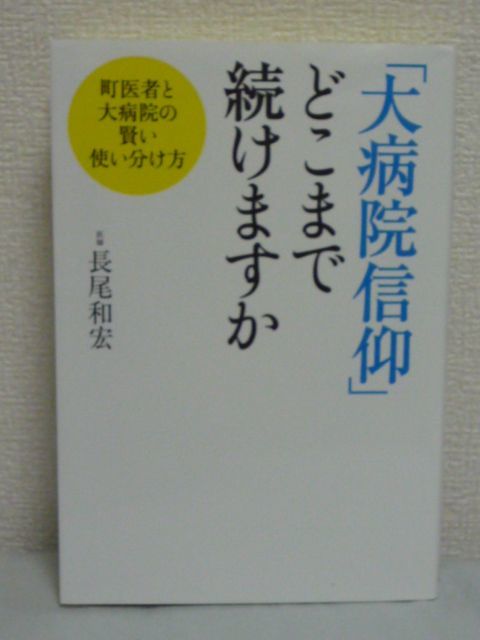 「大病院信仰」
どこまで
続けますか
町医者と
大病院の
賢い
使い分け方
長尾和宏